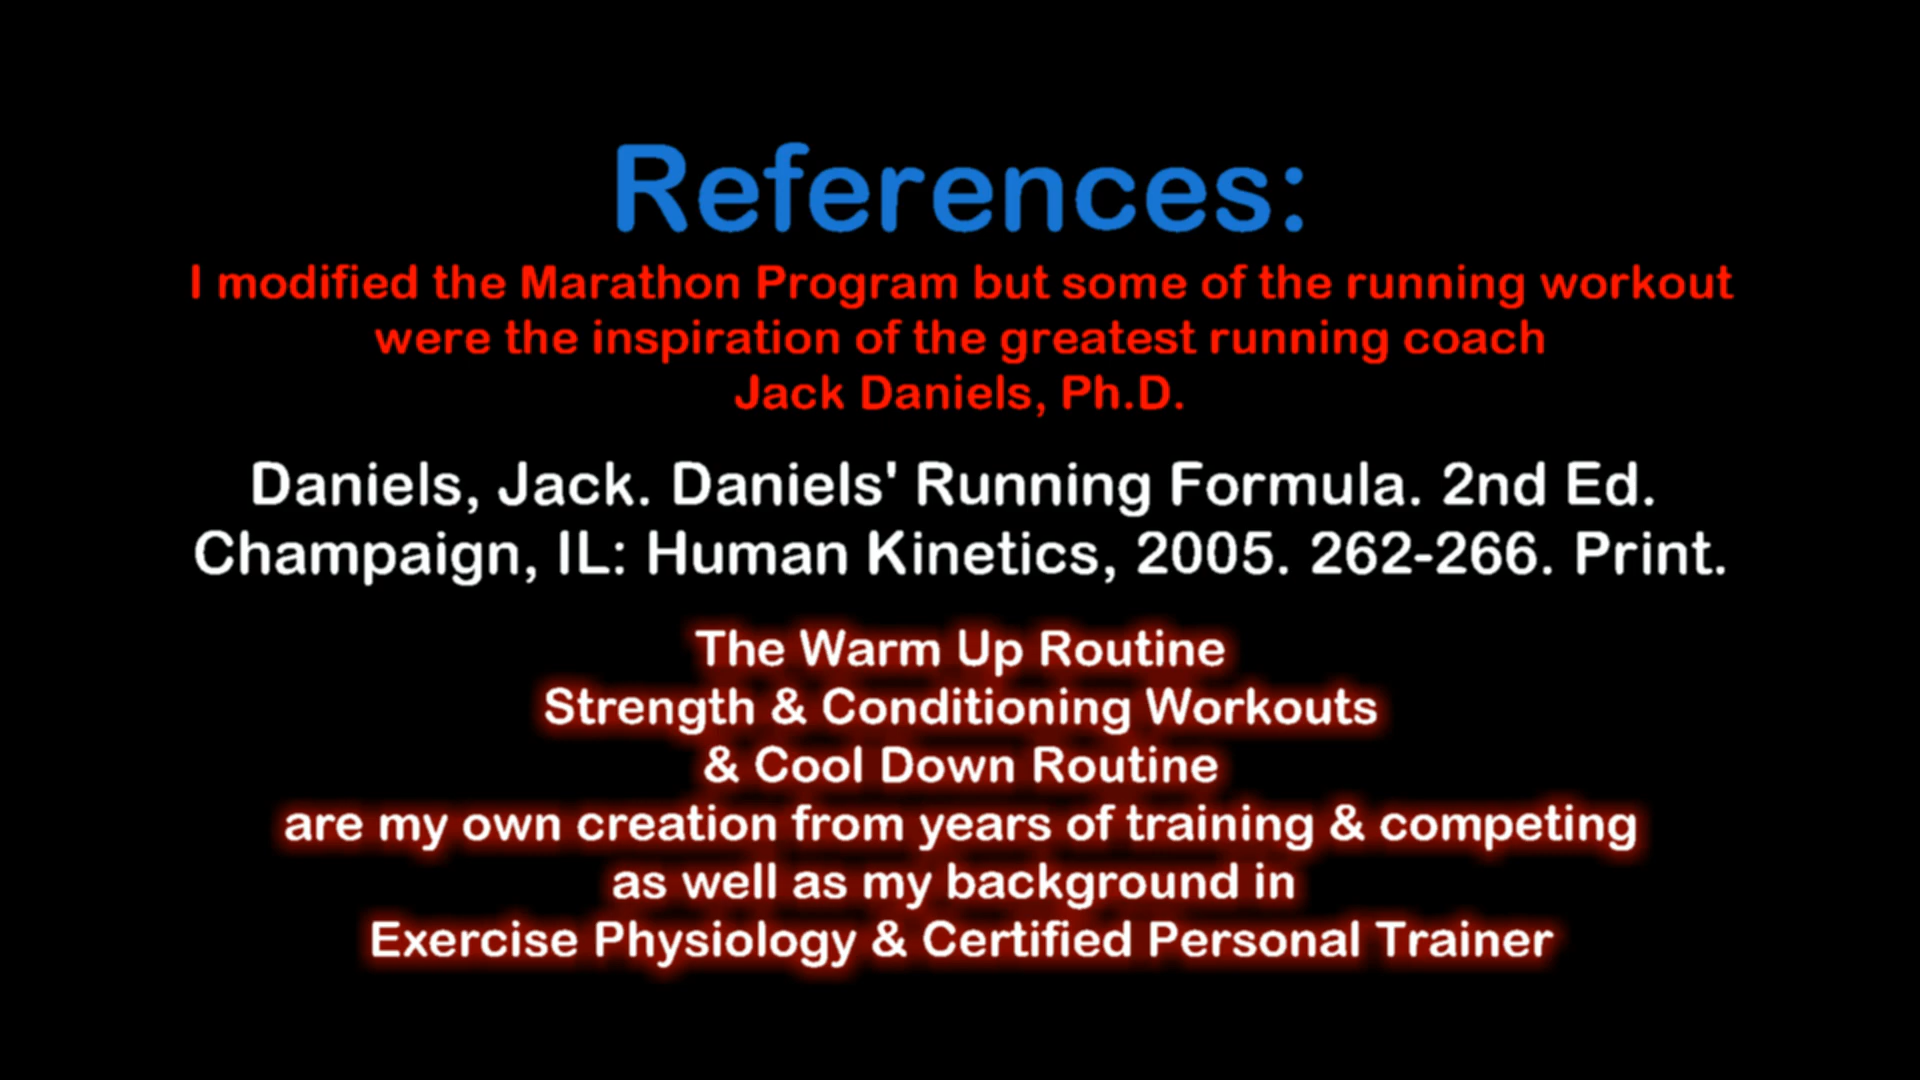 References:
I modified the Marathon Program but some of the running workout
were the inspiration of the greatest running coach
Jack Daniels, Ph.D.
Daniels, Jack. Daniels' Running Formula. 2nd Ed.
Champaign, IL: Human Kinetics, 2005. 262-266. Print.
The Warm Up Routine
Strength & Conditioning Workouts
& Cool Down Routine
are my own creation from years of training & competing
as well as my background in
Exercise Physiology & Certified Personal Trainer